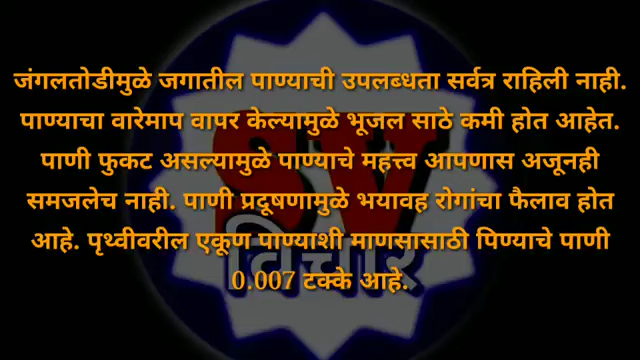 जंगलतोडीमुळे जगातील पाण्याची उपलब्धता सर्वत्र राहिली नाही.
पाण्याचा वारेमाप वापर केल्यामुळे भूजल साठे कमी होत आहेत.
पाणी फुकट असल्यामुळे पाण्याचे महत्त्व आपणास अजूनही
समजलेच नाही. पाणी प्रदूषणामुळे भयावह रोगांचा फैलाव होत
आहे. पृथ्वीवरील एकूण पाण्याशी माणसासाठी पिण्याचे पाणी
0.007 टक्के आहे.
SV
विचार